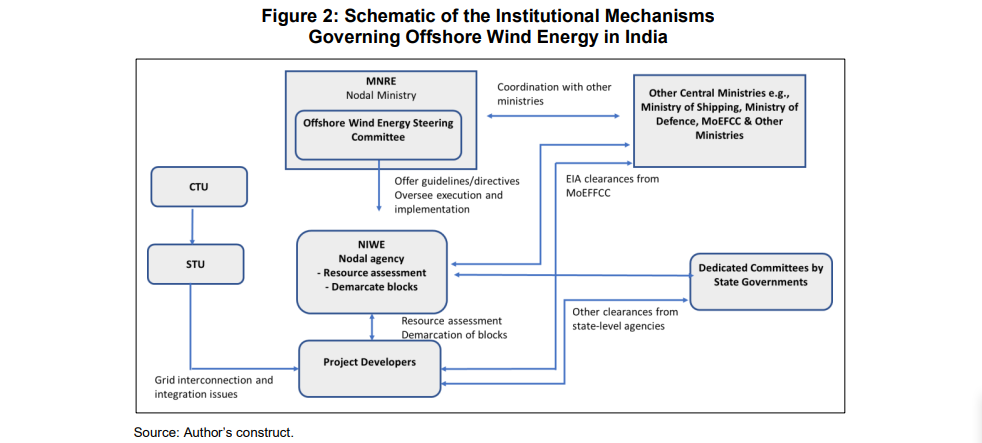 Figure 2: Schematic of the Institutional Mechanisms
Governing Offshore Wind Energy in India
MNRE
Nodal Ministry
Offshore Wind Energy Steering
Committee
Coordination with other
ministries
Other Central Ministries e.g.,
Ministry of Shipping, Ministry of
Defence, MoEFCC & Other
Ministries
CTU
Offer guidelines/directives
Oversee execution and
implementation
EIA clearances from
MoEFFCC
STU
NIWE
Nodal agency
- Resource assessment
- Demarcate blocks
Dedicated Committees by
State Governments
Resource assessment
Demarcation of blocks
Other clearances from
state-level agencies
Project Developers
Grid interconnection and
integration issues
Source: Author's construct.